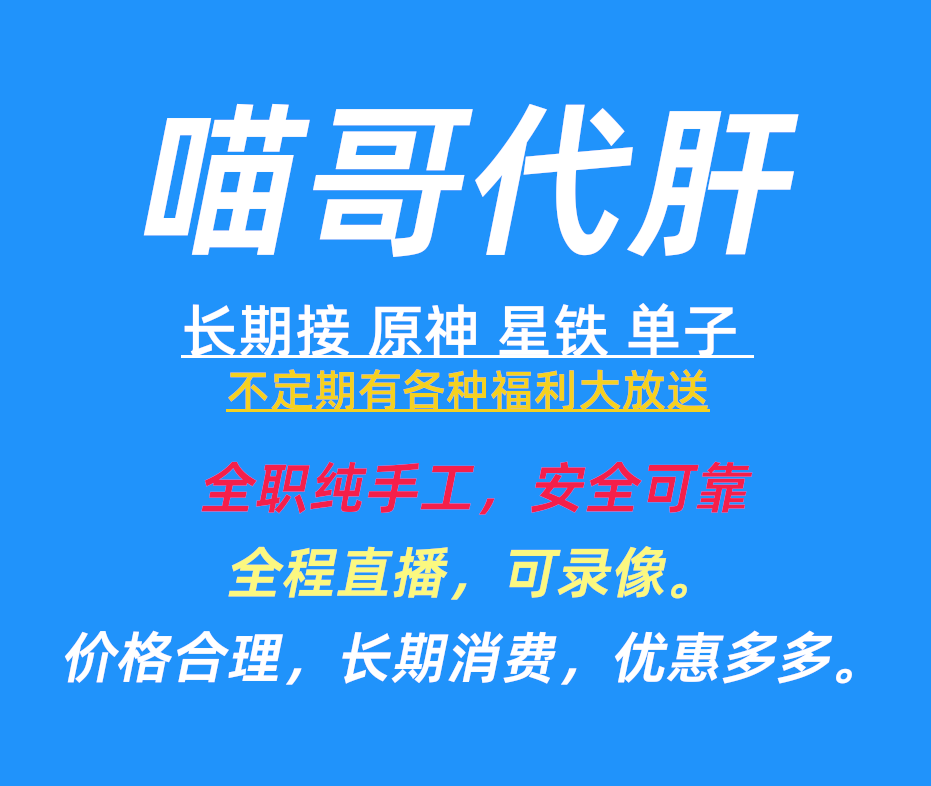 喵哥代肝
长期接 原神 星铁 单子
不定期有各种福利大放送
全职纯手工，安全可靠
全程直播，可录像。
价格合理，长期消费，优惠多多。